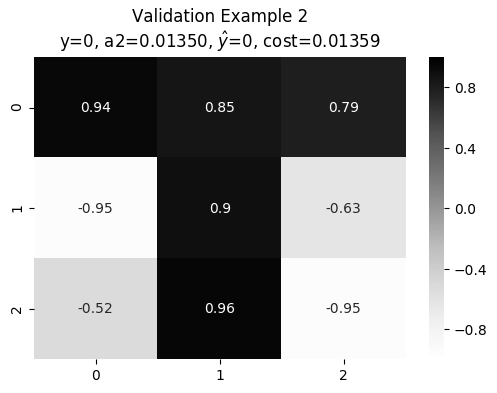 Validation Example 2
y=0, a2=0.01350, ŷ=0, cost=0.01359
0 0.94 0.85 0.79 0.8
0.4
1 -0.95 0.9 -0.63 0.0
-0.4
2 -0.52 0.96 -0.95 -0.8
0 1 2